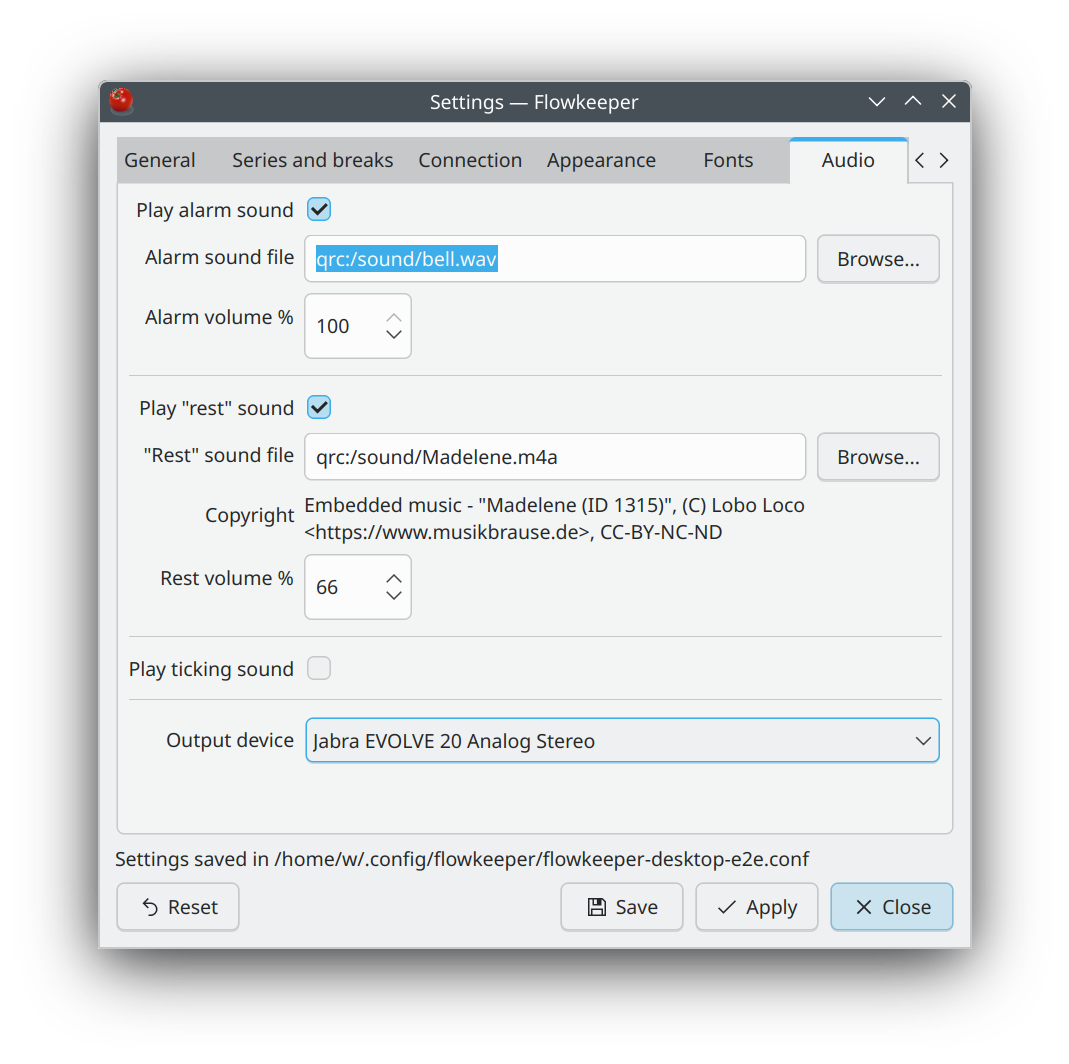 Settings — Flowkeeper
General Series and breaks Connection Appearance Fonts Audio
Play alarm sound
Alarm sound file qrc:/sound/bell.wav Browse...
Alarm volume % 100
Play "rest" sound
"Rest" sound file qrc:/sound/Madelene.m4a Browse...
Copyright Embedded music - "Madelene (ID 1315)", (C) Lobo Loco
<https://www.musikbrause.de>, CC-BY-NC-ND
Rest volume % 66
Play ticking sound
Output device Jabra EVOLVE 20 Analog Stereo
Settings saved in /home/w/.config/flowkeeper/flowkeeper-desktop-e2e.conf
Reset Save Apply Close